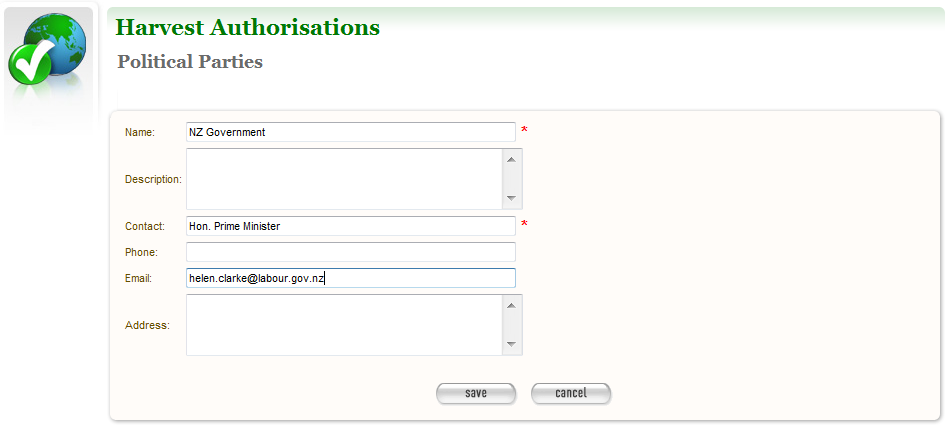 Harvest Authorisations
Political Parties
Name: NZ Government *
Description:
Contact: Hon. Prime Minister *
Phone:
Email: helen.clarke@labour.gov.nz
Address:
save cancel